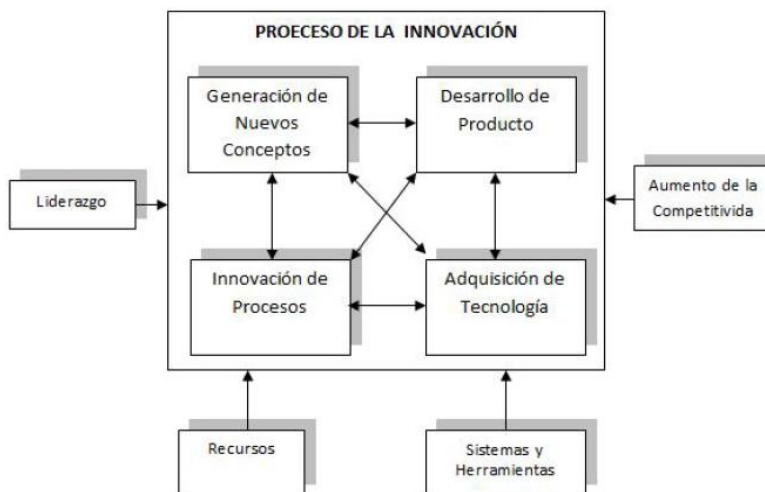 PROECESO DE LA INNOVACIÓN
Generación de
Nuevos
Conceptos
Desarrollo de
Producto
Liderazgo
Aumento de la
Competitivida
Innovación de
Procesos
Adquisición de
Tecnología
Recursos
Sistemas y
Herramientas